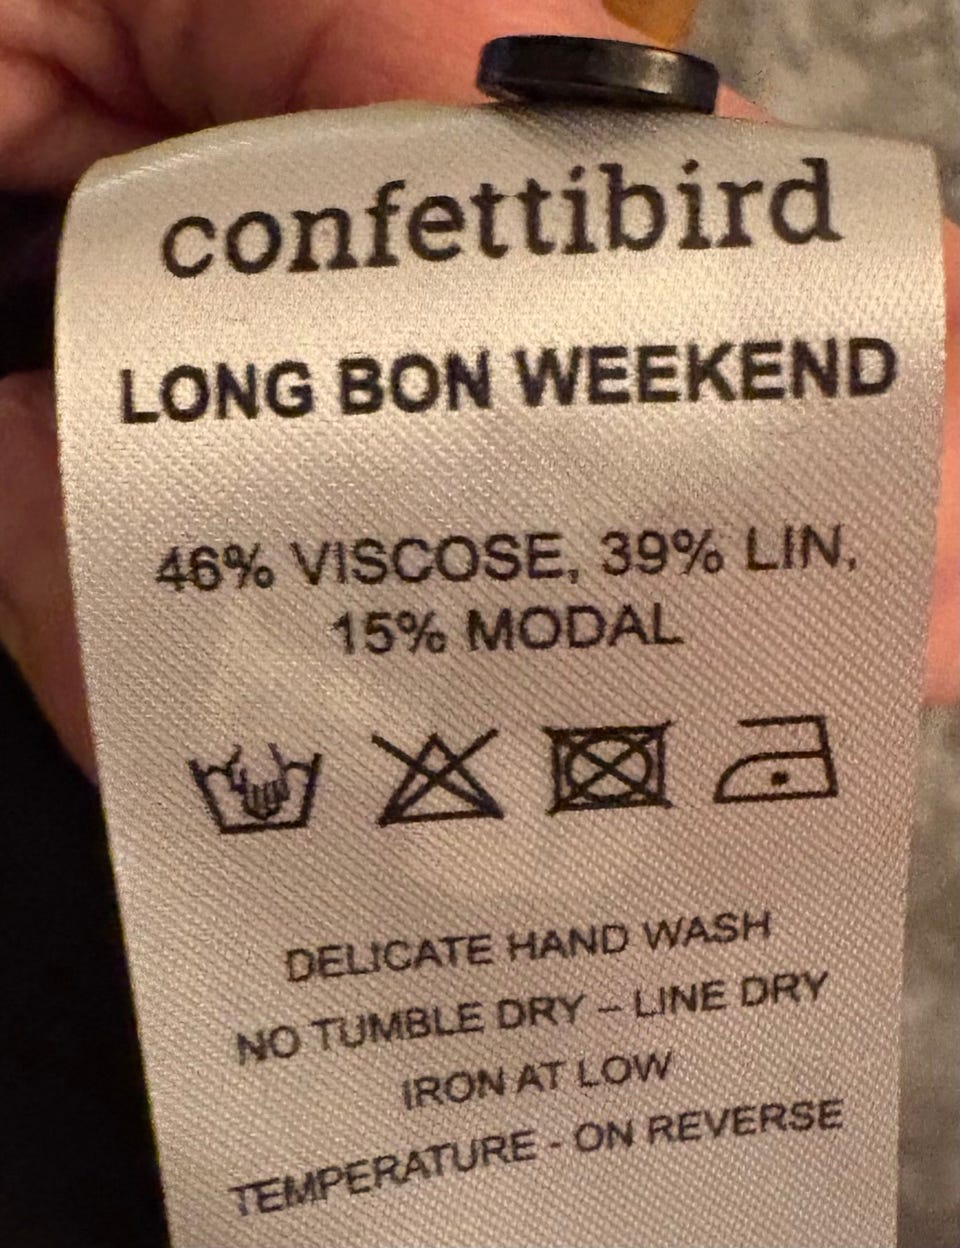 confettibird
LONG BON WEEKEND
46% VISCOSE, 39% LIN,
15% MODAL
DELICATE HAND WASH
NO TUMBLE DRY – LINE DRY
IRON AT LOW
TEMPERATURE - ON REVERSE